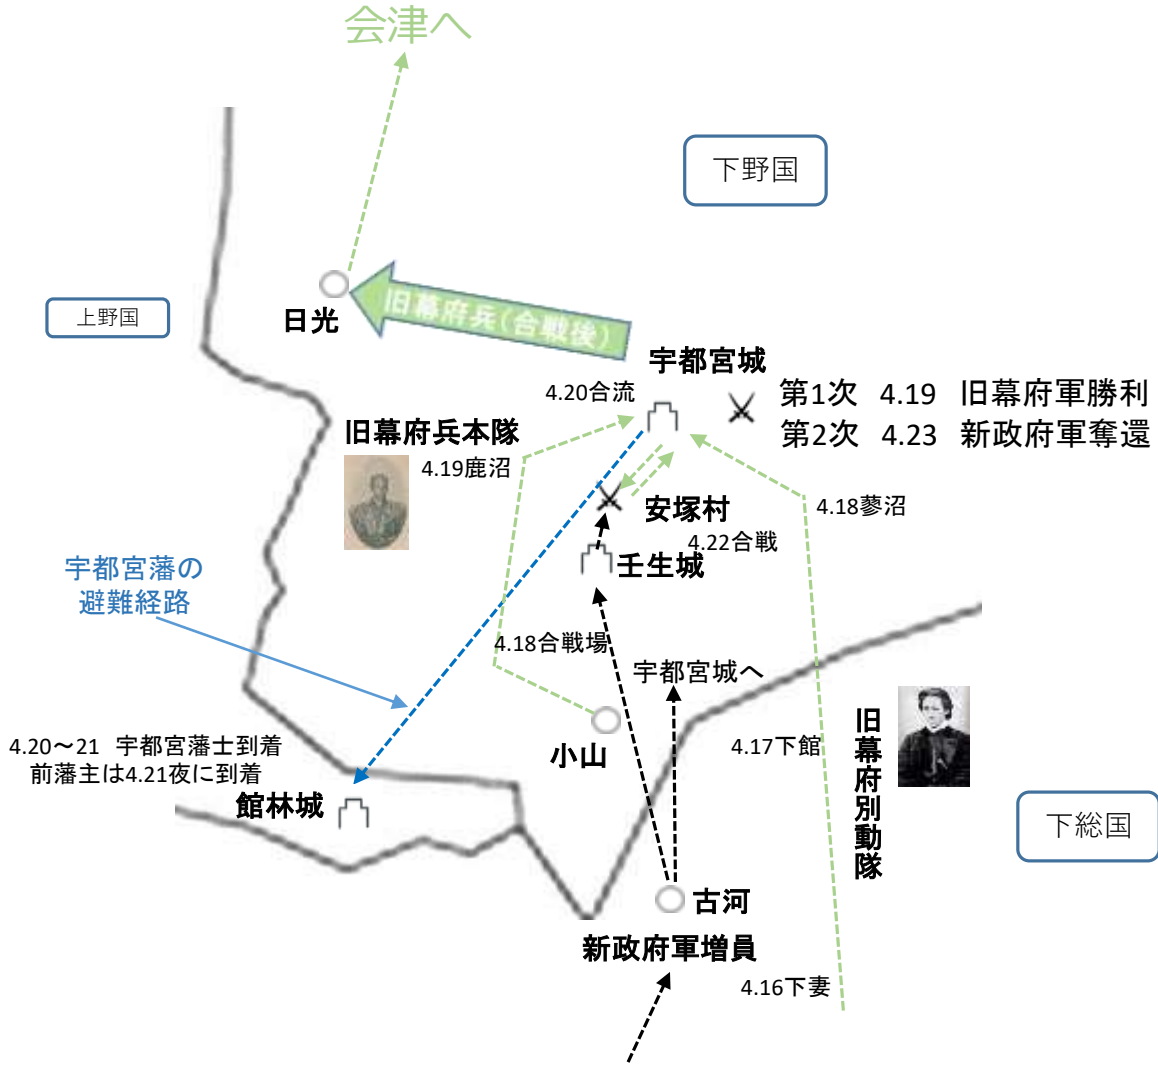 会津へ
下野国
上野国
日光
旧幕府兵(合戦後)
宇都宮城
4.20合流
第1次 4.19 旧幕府軍勝利
第2次 4.23 新政府軍奪還
旧幕府兵本隊
4.19鹿沼
安塚村
4.22合戦
4.18蓼沼
壬生城
宇都宮藩の
避難経路
4.18合戦場
宇都宮城へ
小山
4.17下館
旧幕府別動隊
4.20~21 宇都宮藩士到着
前藩主は4.21夜に到着
館林城
下総国
古河
新政府軍増員
4.16下妻